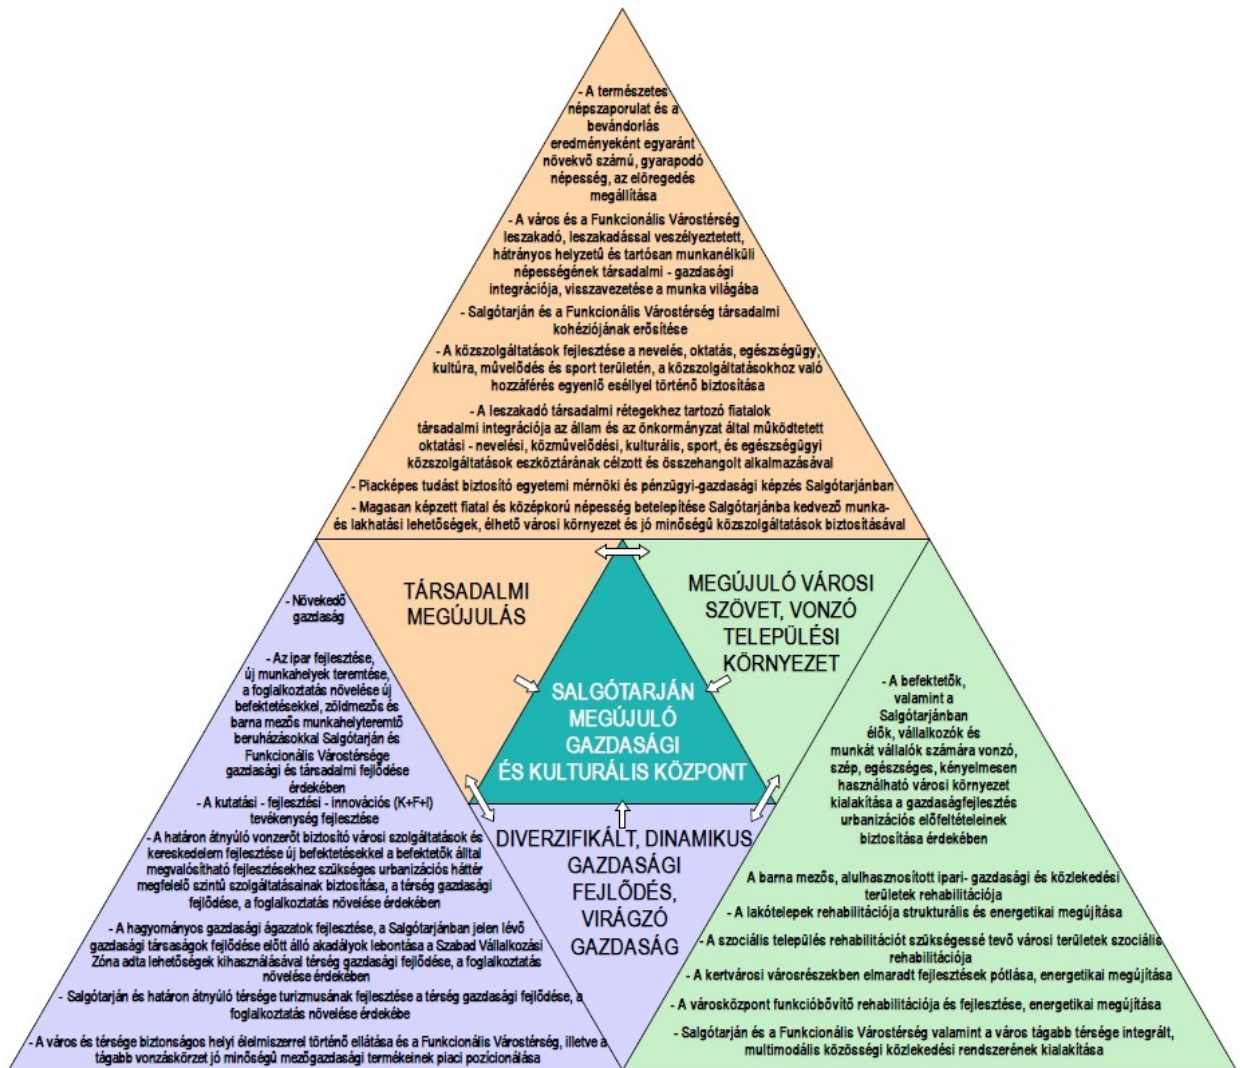 - A természetes
népszaporulat és a
bevándorlás
eredményeként egyaránt
növekvő számú, gyarapodó
népesség, az elöregedés
megállítása
- A város és a Funkcionális Várostérség
leszakadó, leszakadással veszélyeztetett,
hátrányos helyzetű és tartósan munkanélküli
népességének társadalmi - gazdasági
integrációja, visszavezetése a munka világába
- Salgótarján és a Funkcionális Várostérség társadalmi
kohéziójának erősítése
- A közszolgáltatások fejlesztése a nevelés, oktatás, egészségügy,
kultúra, művelődés és sport területén, a közszolgáltatásokhoz való
hozzáférés egyenlő eséllyel történő biztosítása
- A leszakadó társadalmi rétegekhez tartozó fiatalok
társadalmi integrációja az állam és az önkormányzat által működtetett
oktatási - nevelési, közművelődési, kulturális, sport, és egészségügyi
közszolgáltatások eszköztárának célzott és összehangolt alkalmazásával
- Piacképes tudást biztosító egyetemi mérnöki és pénzügyi-gazdasági képzés Salgótarjánban
- Magasan képzett fiatal és középkorú népesség betelepítése Salgótarjánba kedvező munka-
és lakhatási lehetőségek, élhető városi környezet és jó minőségű közszolgáltatások biztosításával
TÁRSADALMI
MEGÚJULÁS
MEGÚJULÓ VÁROSI
SZÖVET, VONZÓ
TELEPÜLÉSI
KÖRNYEZET
SALGÓTARJÁN
MEGÚJULÓ
GAZDASÁGI
ÉS KULTURÁLIS KÖZPONT
DIVERZIFIKÁLT, DINAMIKUS
GAZDASÁGI
FEJLŐDÉS,
VIRÁGZÓ
GAZDASÁG
- Növekedő
gazdaság
- Az ipar fejlesztése,
új munkahelyek teremtése,
a foglalkoztatás növelése új
befektetésekkel, zöldmezős és
barna mezős munkahelyteremtő
beruházásokkal Salgótarján és
Funkcionális Várostérsége
gazdasági és társadalmi fejlődése
érdekében
- A kutatási - fejlesztési - innovációs (K+F+I)
tevékenység fejlesztése
- A határon átnyúló vonzerőt biztosító városi szolgáltatások és
kereskedelem fejlesztése új befektetésekkel a befektetők álltal
megvalósítható fejlesztésekhez szükséges urbanizációs háttér
megfelelő szintű szolgáltatásainak biztosítása, a térség gazdasági
fejlődése, a foglalkoztatás növelése érdekében
- A hagyományos gazdasági ágazatok fejlesztése, a Salgótarjánban jelen lévő
gazdasági társaságok fejlődése előtt álló akadályok lebontása a Szabad Vállalkozási
Zóna adta lehetőségek kihasználásával térség gazdasági fejlődése, a foglalkoztatás
növelése érdekében
- Salgótarján és határon átnyúló térsége turizmusának fejlesztése a térség gazdasági fejlődése, a
foglalkoztatás növelése érdekébe
- A város és térsége biztonságos helyi élelmiszerrel történő ellátása és a Funkcionális Várostérség, illetve a
tágabb vonzáskörzet jó minőségű mezőgazdasági termékeinek piaci pozícionálása
- A befektetők,
valamint a
Salgótarjánban
élők, vállalkozók és
munkát vállalók számára vonzó,
szép, egészséges, kényelmesen
használható városi környezet
kialakítása a gazdaságfejlesztés
urbanizációs előfeltételeinek
biztosítása érdekében
- A barna mezős, alulhasznosított ipari- gazdasági és közlekedési
területek rehabilitációja
- A lakótelepek rehabilitációja strukturális és energetikai megújítása
- A szociális település rehabilitációt szükségessé tevő városi területek szociális
rehabilitációja
- A kertvárosi városrészekben elmaradt fejlesztések pótlása, energetikai megújítása
- A városközpont funkcióbővítő rehabilitációja és fejlesztése, energetikai megújítása
- Salgótarján és a Funkcionális Várostérség valamint a város tágabb térsége integrált,
multimodális közösségi közlekedési rendszerének kialakítása